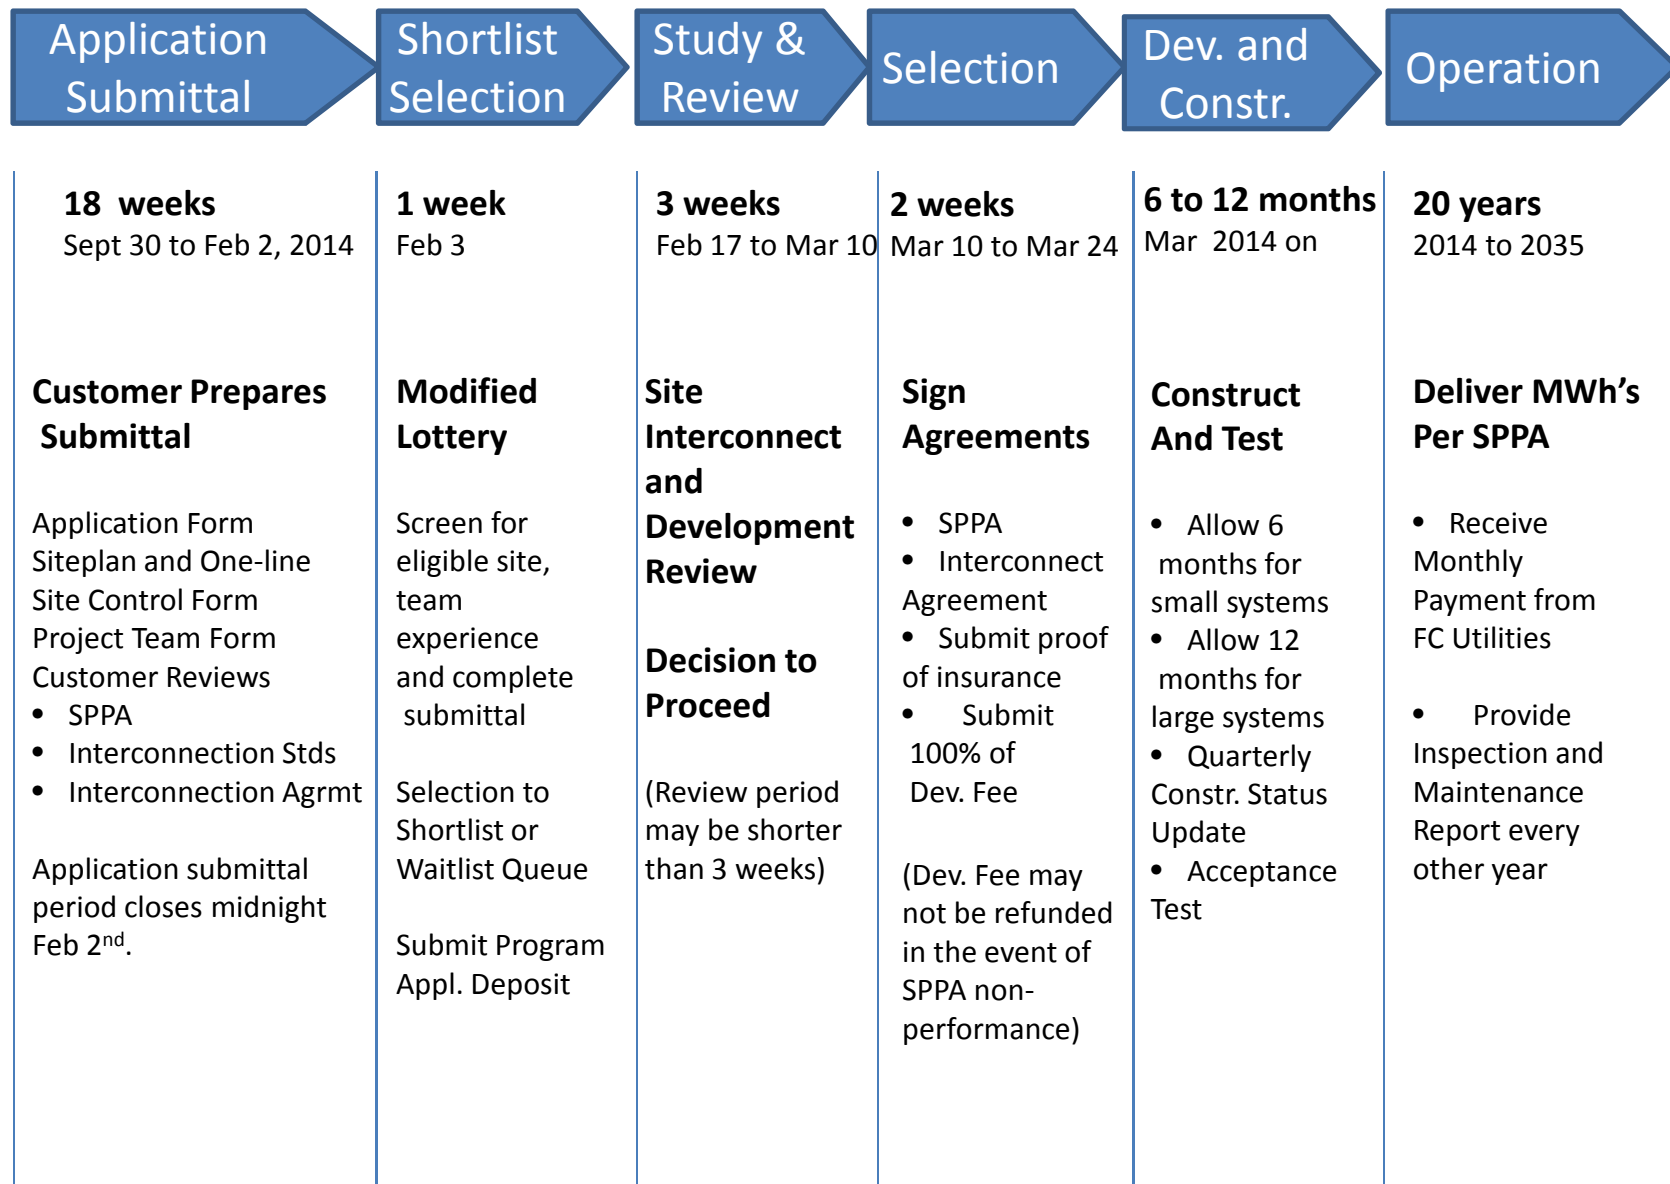 Application
Submittal
Shortlist
Selection
Study &
Review
Selection
Dev. and
Constr.
Operation
18 weeks
Sept 30 to Feb 2, 2014
Customer Prepares
Submittal
Application Form
Siteplan and One-line
Site Control Form
Project Team Form
Customer Reviews
• SPPA
• Interconnection Stds
• Interconnection Agrmt
Application submittal
period closes midnight
Feb 2nd.
1 week
Feb 3
Modified
Lottery
Screen for
eligible site,
team
experience
and complete
submittal
Selection to
Shortlist or
Waitlist Queue
Submit Program
Appl. Deposit
3 weeks
Feb 17 to Mar 10
Site
Interconnect
and
Development
Review
Decision to
Proceed
(Review period
may be shorter
than 3 weeks)
2 weeks
Mar 10 to Mar 24
Sign
Agreements
• SPPA
• Interconnect
Agreement
• Submit proof
of insurance
• Submit
100% of
Dev. Fee
(Dev. Fee may
not be refunded
in the event of
SPPA non-
performance)
6 to 12 months
Mar 2014 on
Construct
And Test
• Allow 6
months for
small systems
• Allow 12
months for
large systems
• Quarterly
Constr. Status
Update
• Acceptance
Test
20 years
2014 to 2035
Deliver MWh’s
Per SPPA
• Receive
Monthly
Payment from
FC Utilities
• Provide
Inspection and
Maintenance
Report every
other year